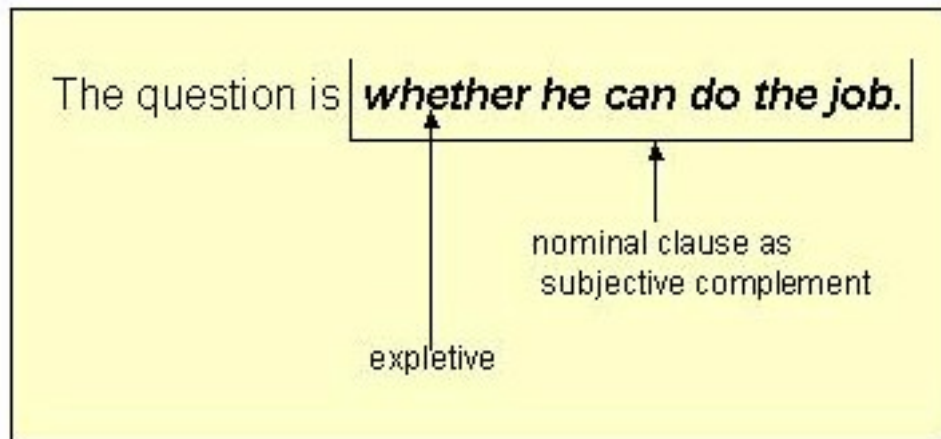 The question is whether he can do the job.
nominal clause as
subjective complement
expletive